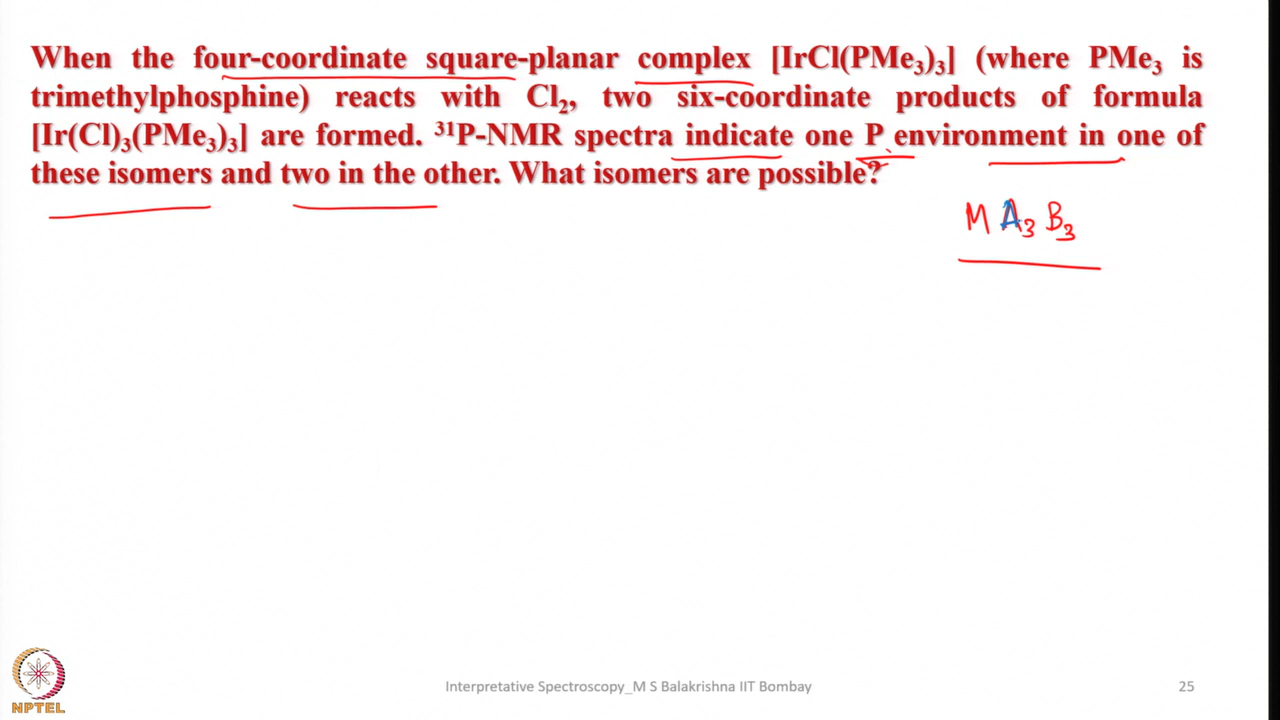 When the four-coordinate square-planar complex [IrCl(PMe₃)₃] (where PMe₃ is
trimethylphosphine) reacts with Cl₂, two six-coordinate products of formula
[Ir(Cl)₃(PMe₃)₃] are formed. ³¹P-NMR spectra indicate one P environment in one of
these isomers and two in the other. What isomers are possible?
M A₃ B₃
NPTEL
Interpretative Spectroscopy_M S Balakrishna IIT Bombay
25